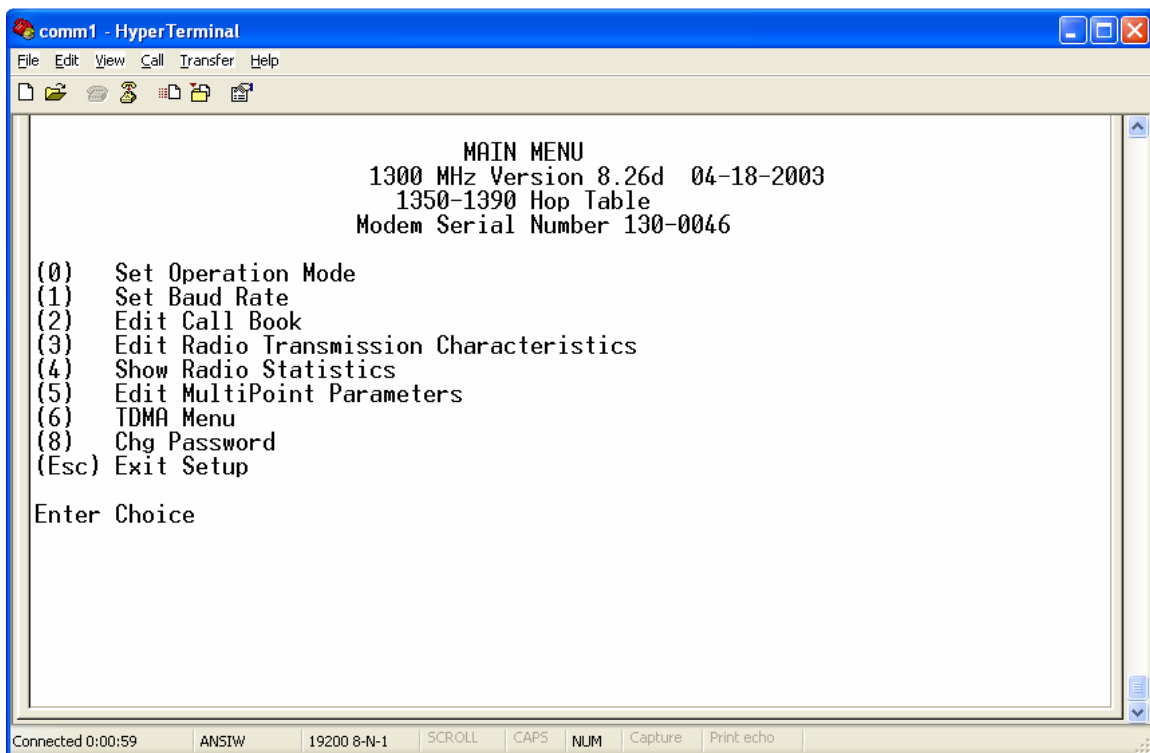 comm1 - HyperTerminal
File Edit View Call Transfer Help
MAIN MENU
1300 MHz Version 8.26d 04-18-2003
1350-1390 Hop Table
Modem Serial Number 130-0046
(0) Set Operation Mode
(1) Set Baud Rate
(2) Edit Call Book
(3) Edit Radio Transmission Characteristics
(4) Show Radio Statistics
(5) Edit MultiPoint Parameters
(6) TDMA Menu
(8) Chg Password
(Esc) Exit Setup
Enter Choice
Connected 0:00:59 ANSIW 19200 8-N-1 SCROLL CAPS NUM Capture Print echo